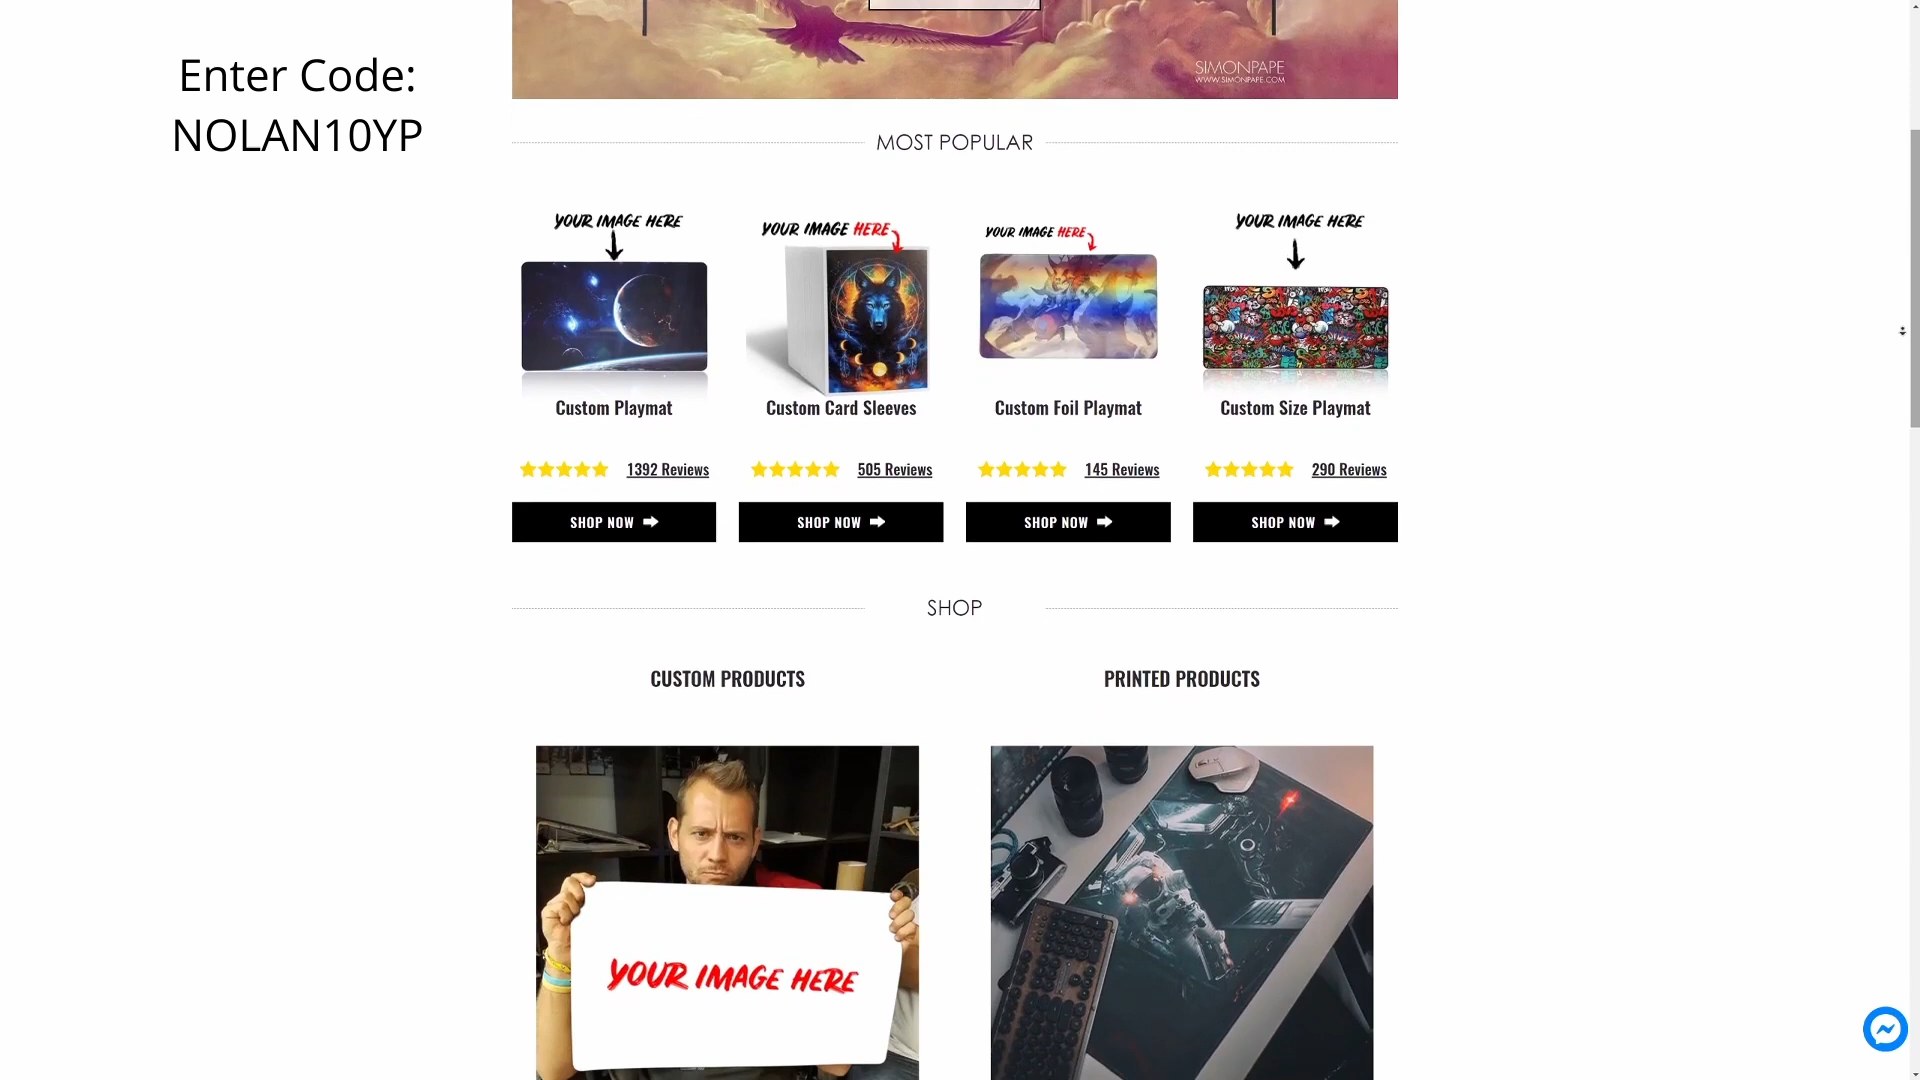 Enter Code:
NOLAN10YP
SIMONPAPE
WWW.SIMONPAPE.COM
MOST POPULAR
YOUR IMAGE HERE
YOUR IMAGE HERE
YOUR IMAGE HERE
YOUR IMAGE HERE
Custom Playmat
Custom Card Sleeves
Custom Foil Playmat
Custom Size Playmat
1392 Reviews
505 Reviews
145 Reviews
290 Reviews
SHOP NOW
SHOP NOW
SHOP NOW
SHOP NOW
SHOP
CUSTOM PRODUCTS
PRINTED PRODUCTS
YOUR IMAGE HERE